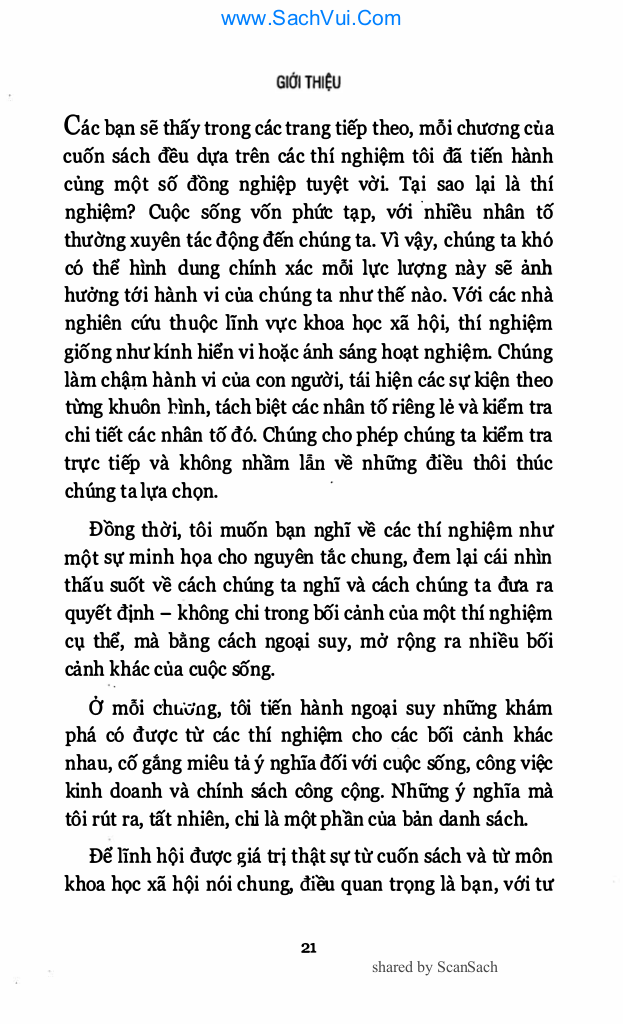 www.SachVui.Com
GIỚI THIỆU
Các bạn sẽ thấy trong các trang tiếp theo, mỗi chương của
cuốn sách đều dựa trên các thí nghiệm tôi đã tiến hành
cùng một số đồng nghiệp tuyệt vời. Tại sao lại là thí
nghiệm? Cuộc sống vốn phức tạp, với nhiều nhân tố
thường xuyên tác động đến chúng ta. Vì vậy, chúng ta khó
có thể hình dung chính xác mỗi lực lượng này sẽ ảnh
hưởng tới hành vi của chúng ta như thế nào. Với các nhà
nghiên cứu thuộc lĩnh vực khoa học xã hội, thí nghiệm
giống như kính hiển vi hoặc ánh sáng hoạt nghiệm. Chúng
làm chậm hành vi của con người, tái hiện các sự kiện theo
từng khuôn hình, tách biệt các nhân tố riêng lẻ và kiểm tra
chi tiết các nhân tố đó. Chúng cho phép chúng ta kiểm tra
trực tiếp và không nhầm lẫn về những điều thôi thúc
chúng ta lựa chọn.
Đồng thời, tôi muốn bạn nghĩ về các thí nghiệm như
một sự minh họa cho nguyên tắc chung, đem lại cái nhìn
thấu suốt về cách chúng ta nghĩ và cách chúng ta đưa ra
quyết định – không chỉ trong bối cảnh của một thí nghiệm
cụ thể, mà bằng cách ngoại suy, mở rộng ra nhiều bối
cảnh khác của cuộc sống.
Ở mỗi chương, tôi tiến hành ngoại suy những khám
phá có được từ các thí nghiệm cho các bối cảnh khác
nhau, cố gắng miêu tả ý nghĩa đối với cuộc sống, công việc
kinh doanh và chính sách công cộng. Những ý nghĩa mà
tôi rút ra, tất nhiên, chỉ là một phần của bản danh sách.
Để lĩnh hội được giá trị thật sự từ cuốn sách và từ môn
khoa học xã hội nói chung, điều quan trọng là bạn, với tư
21
shared by ScanSach